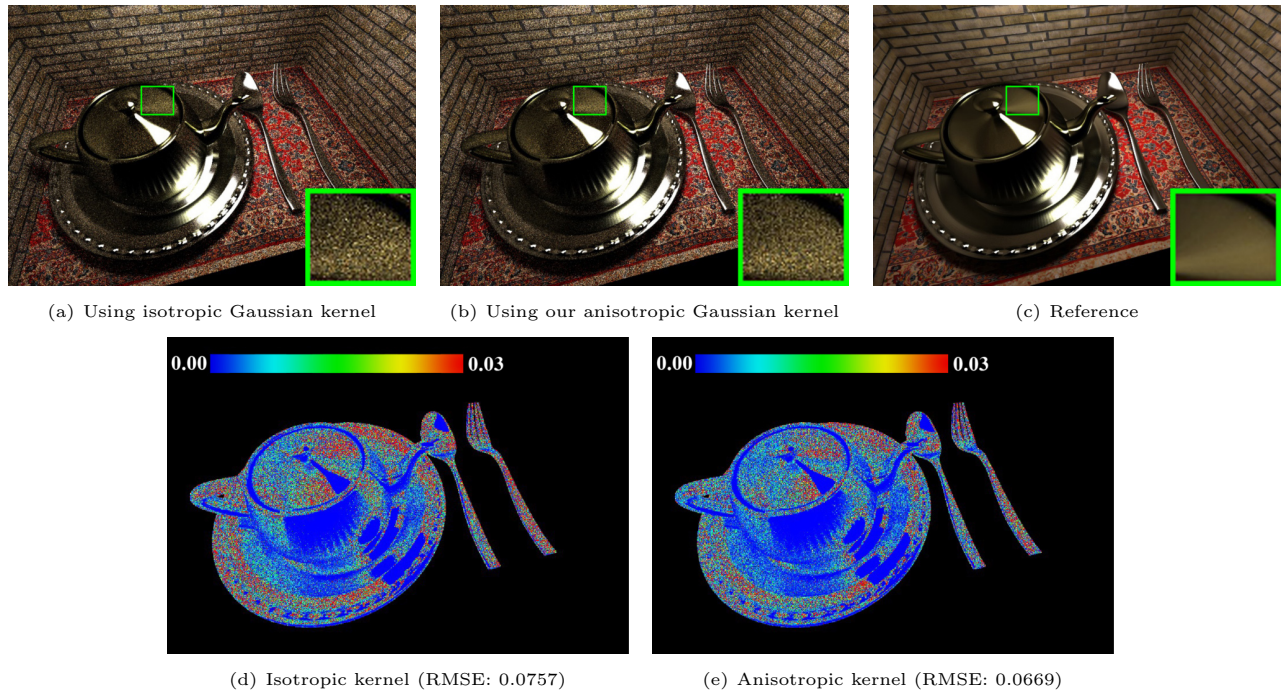 (a) Using isotropic Gaussian kernel
(b) Using our anisotropic Gaussian kernel
(c) Reference
0.00 0.03
0.00 0.03
(d) Isotropic kernel (RMSE: 0.0757)
(e) Anisotropic kernel (RMSE: 0.0669)